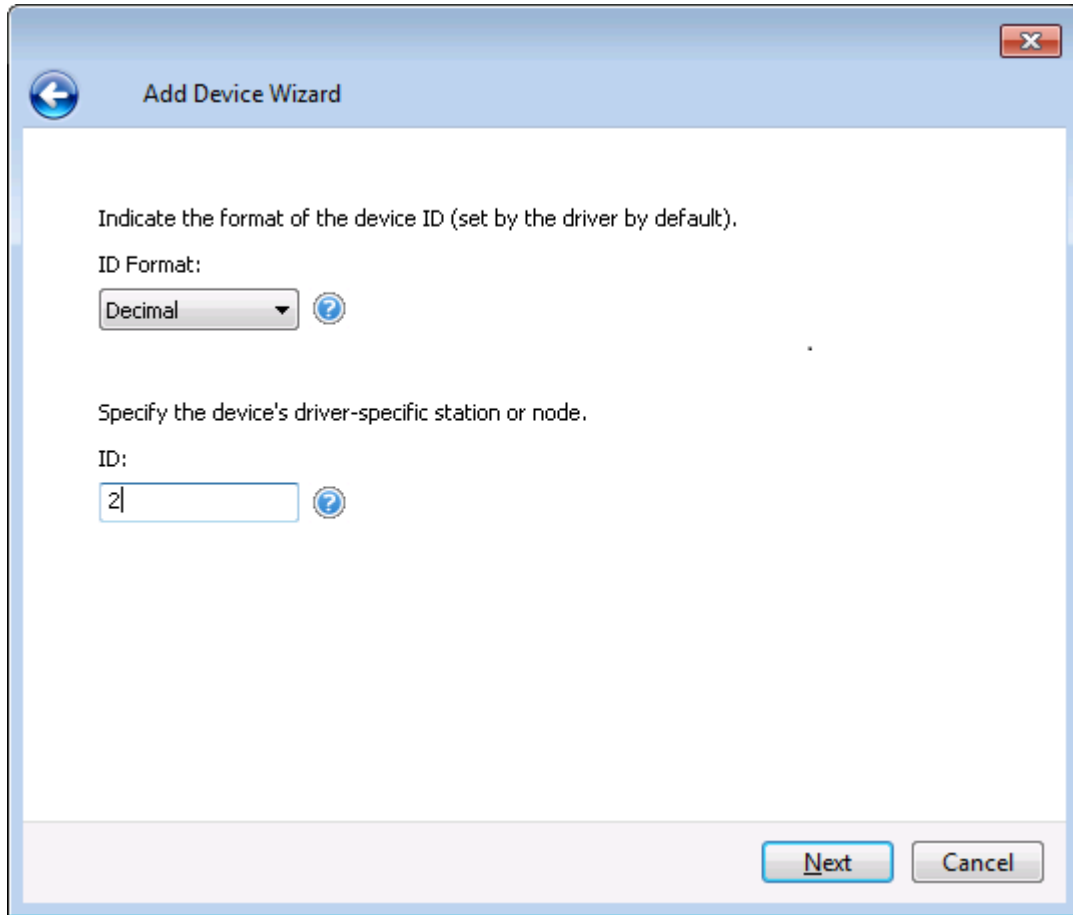 Add Device Wizard
Indicate the format of the device ID (set by the driver by default).
ID Format:
Decimal
Specify the device's driver-specific station or node.
ID:
2
Next
Cancel